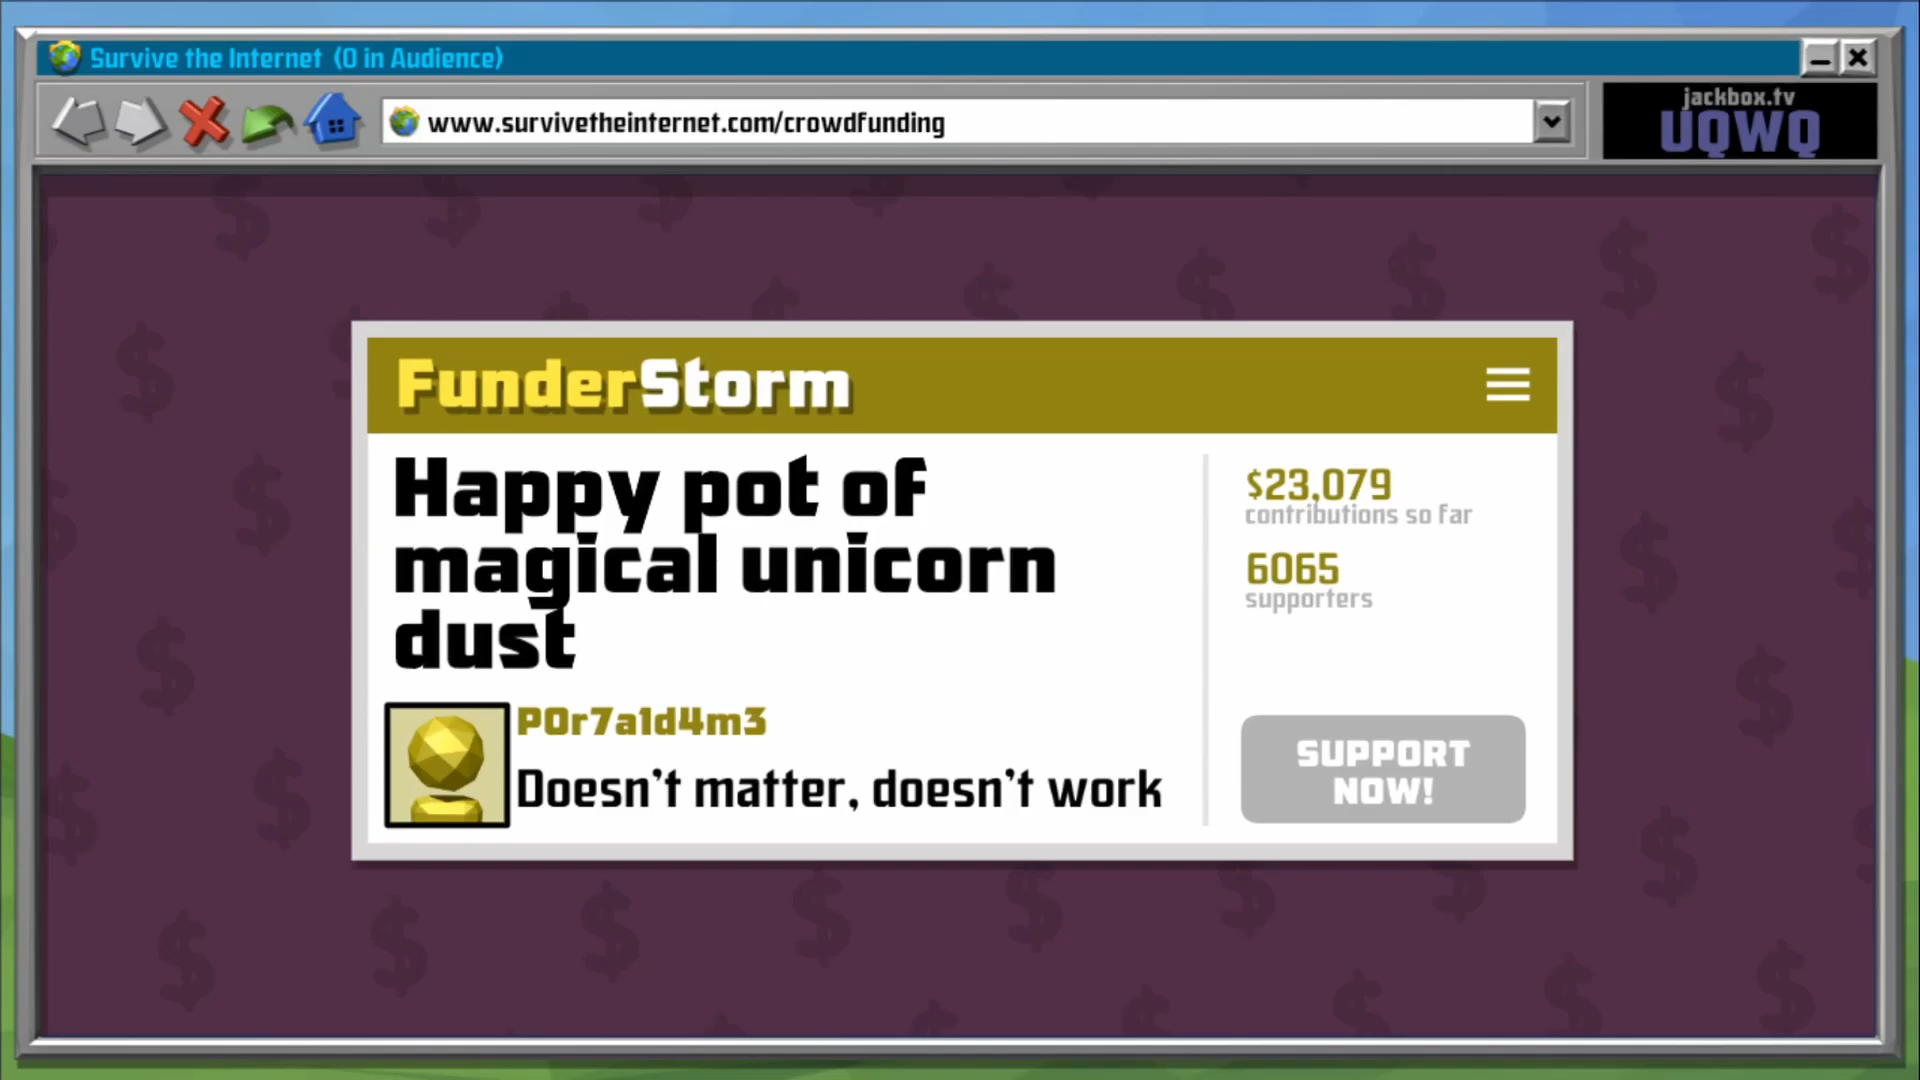 Survive the Internet (0 in Audience)
www.survivetheinternet.com/crowdfunding
jackbox.tv
UQWQ
FunderStorm
Happy pot of
magical unicorn
dust
P0r7a1d4m3
Doesn't matter, doesn't work
$23,079
contributions so far
6065
supporters
SUPPORT
NOW!